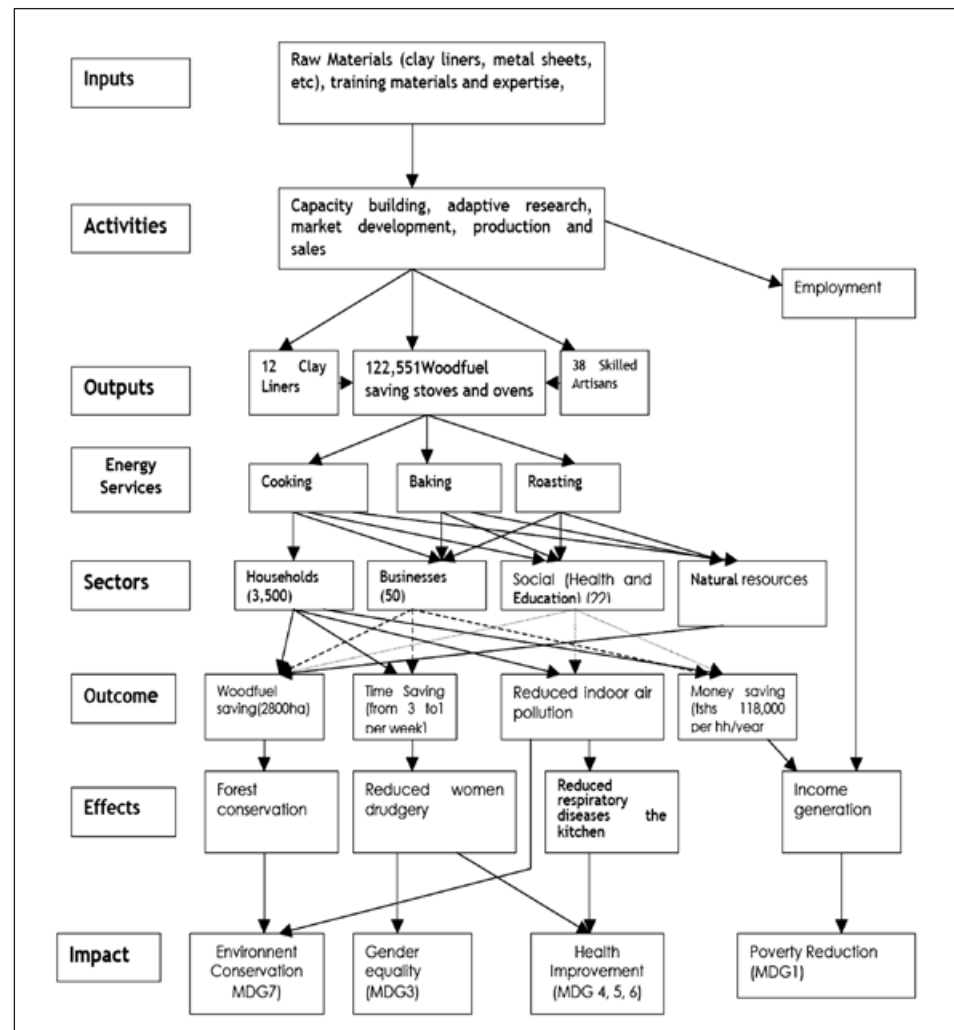 Inputs
Raw Materials (clay liners, metal sheets,
etc), training materials and expertise,
Activities
Capacity building, adaptive research,
market development, production and
sales
Employment
Outputs
12 Clay
Liners
122,551Woodfuel
saving stoves and ovens
38 Skilled
Artisans
Energy
Services
Cooking
Baking
Roasting
Sectors
Households
(3,500)
Businesses
(50)
Social (Health and
Education) (22)
Natural resources
Outcome
Woodfuel
saving(2800ha)
Time Saving
(from 3 to1
per week)
Reduced indoor air
pollution
Money saving
(tshs 118,000
per hh/year
Effects
Forest
conservation
Reduced women
drudgery
Reduced
respiratory
diseases the
kitchen
Income
generation
Impact
Environnent
Conservation
MDG7)
Gender
equality
(MDG3)
Health
Improvement
(MDG 4, 5, 6)
Poverty Reduction
(MDG1)